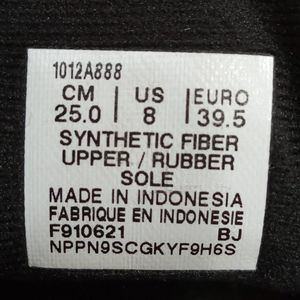 1012A888
CM US EURO
25.0 8 39.5
SYNTHETIC FIBER
UPPER / RUBBER
SOLE
MADE IN INDONESIA
FABRIQUE EN INDONESIE
F910621 BJ
NPPN9SCGKYF9H6S